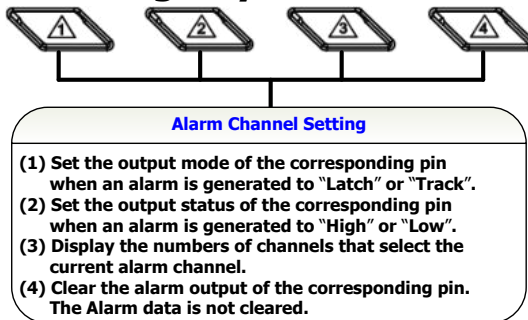 1 2 3 4
Alarm Channel Setting
(1) Set the output mode of the corresponding pin
when an alarm is generated to "Latch" or "Track".
(2) Set the output status of the corresponding pin
when an alarm is generated to "High" or "Low".
(3) Display the numbers of channels that select the
current alarm channel.
(4) Clear the alarm output of the corresponding pin.
The Alarm data is not cleared.